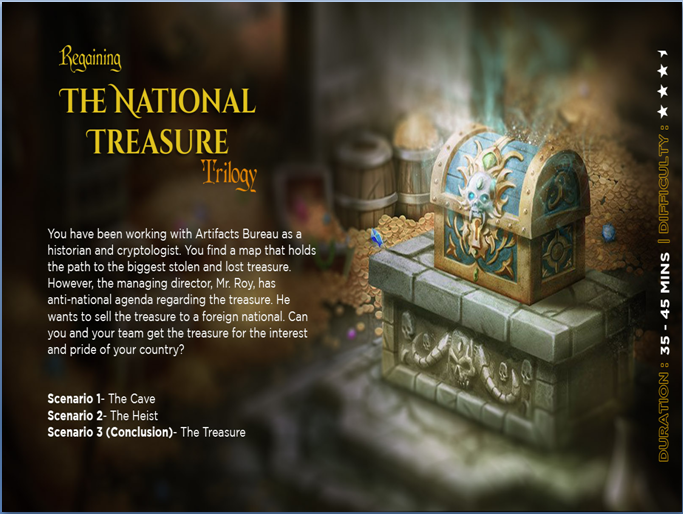 Regaining
THE NATIONAL
TREASURE
Trilogy
You have been working with Artifacts Bureau as a
historian and cryptologist. You find a map that holds
the path to the biggest stolen and lost treasure.
However, the managing director, Mr. Roy, has
anti-national agenda regarding the treasure. He
wants to sell the treasure to a foreign national. Can
you and your team get the treasure for the interest
and pride of your country?
Scenario 1- The Cave
Scenario 2- The Heist
Scenario 3 (Conclusion)- The Treasure
DURATION : 35 - 45 MINS | DIFFICULTY :